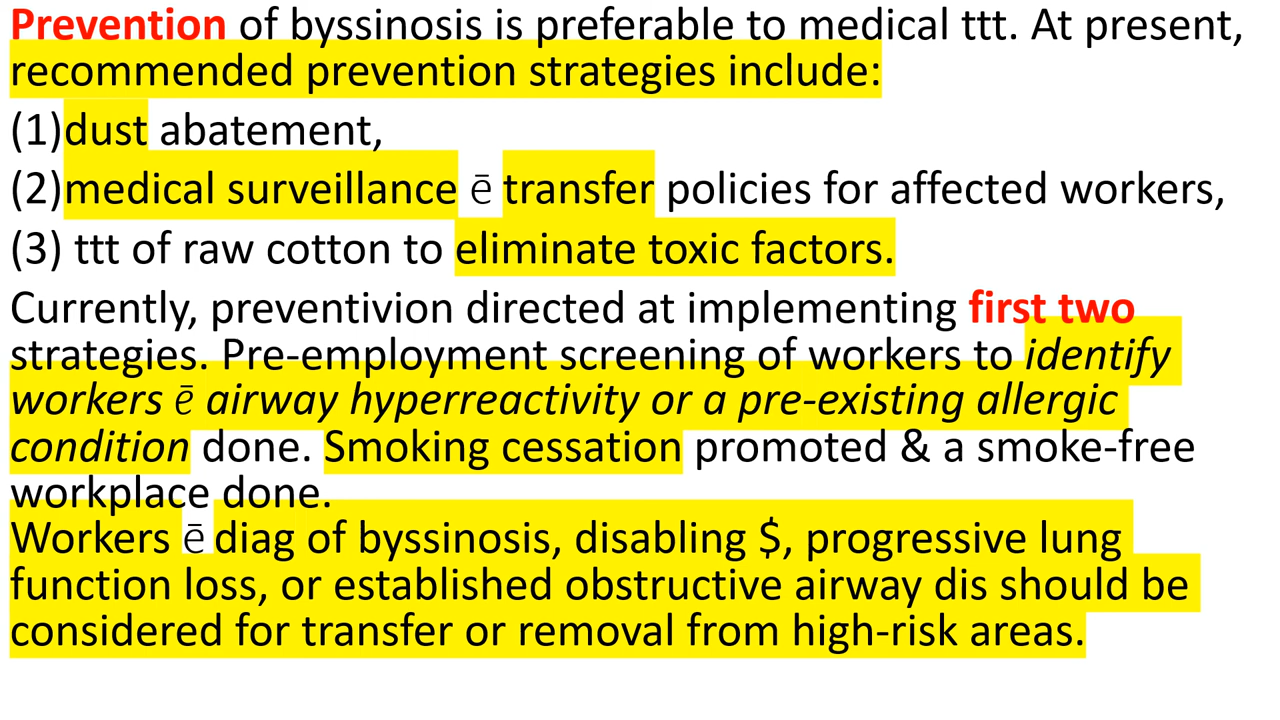 Prevention of byssinosis is preferable to medical ttt. At present,
recommended prevention strategies include:
(1)dust abatement,
(2)medical surveillance ē transfer policies for affected workers,
(3) ttt of raw cotton to eliminate toxic factors.
Currently, preventivion directed at implementing first two
strategies. Pre-employment screening of workers to identify
workers ē airway hyperreactivity or a pre-existing allergic
condition done. Smoking cessation promoted & a smoke-free
workplace done.
Workers ē diag of byssinosis, disabling $, progressive lung
function loss, or established obstructive airway dis should be
considered for transfer or removal from high-risk areas.